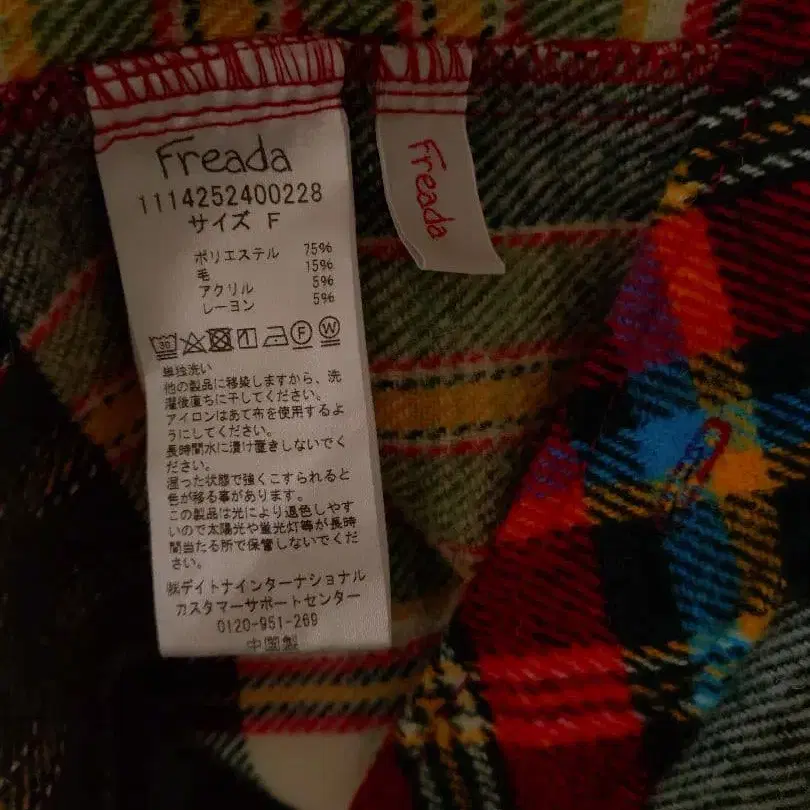 Freada
1114252400228
サイズ F
ポリエステル 75%
毛 15%
アクリル 5%
レーヨン 5%
30
F
W
単独洗い
他の製品に移染しますから、洗
濯後直ちに干してください。
アイロンはあて布を使用するよ
うにしてください。
長時間水に漬け置きしないでく
ださい。
湿った状態で強くこすられると
色が移る事があります。
この製品は光により退色しやす
いので太陽光や蛍光灯等が長時
間当たる所で保管しないでくだ
さい。
㈱デイトナインターナショナル
カスタマーサポートセンター
0120-951-269
中国製
Freada